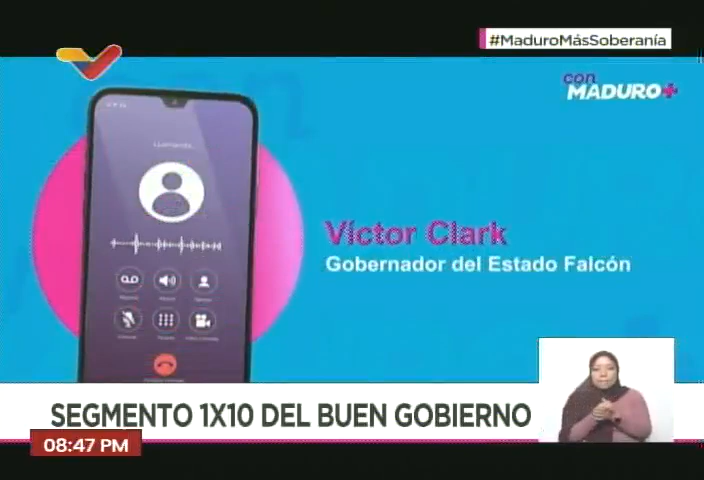 #MaduroMásSoberanía
con
MADURO+
Víctor Clark
Gobernador del Estado Falcón
SEGMENTO 1X10 DEL BUEN GOBIERNO
08:47 PM